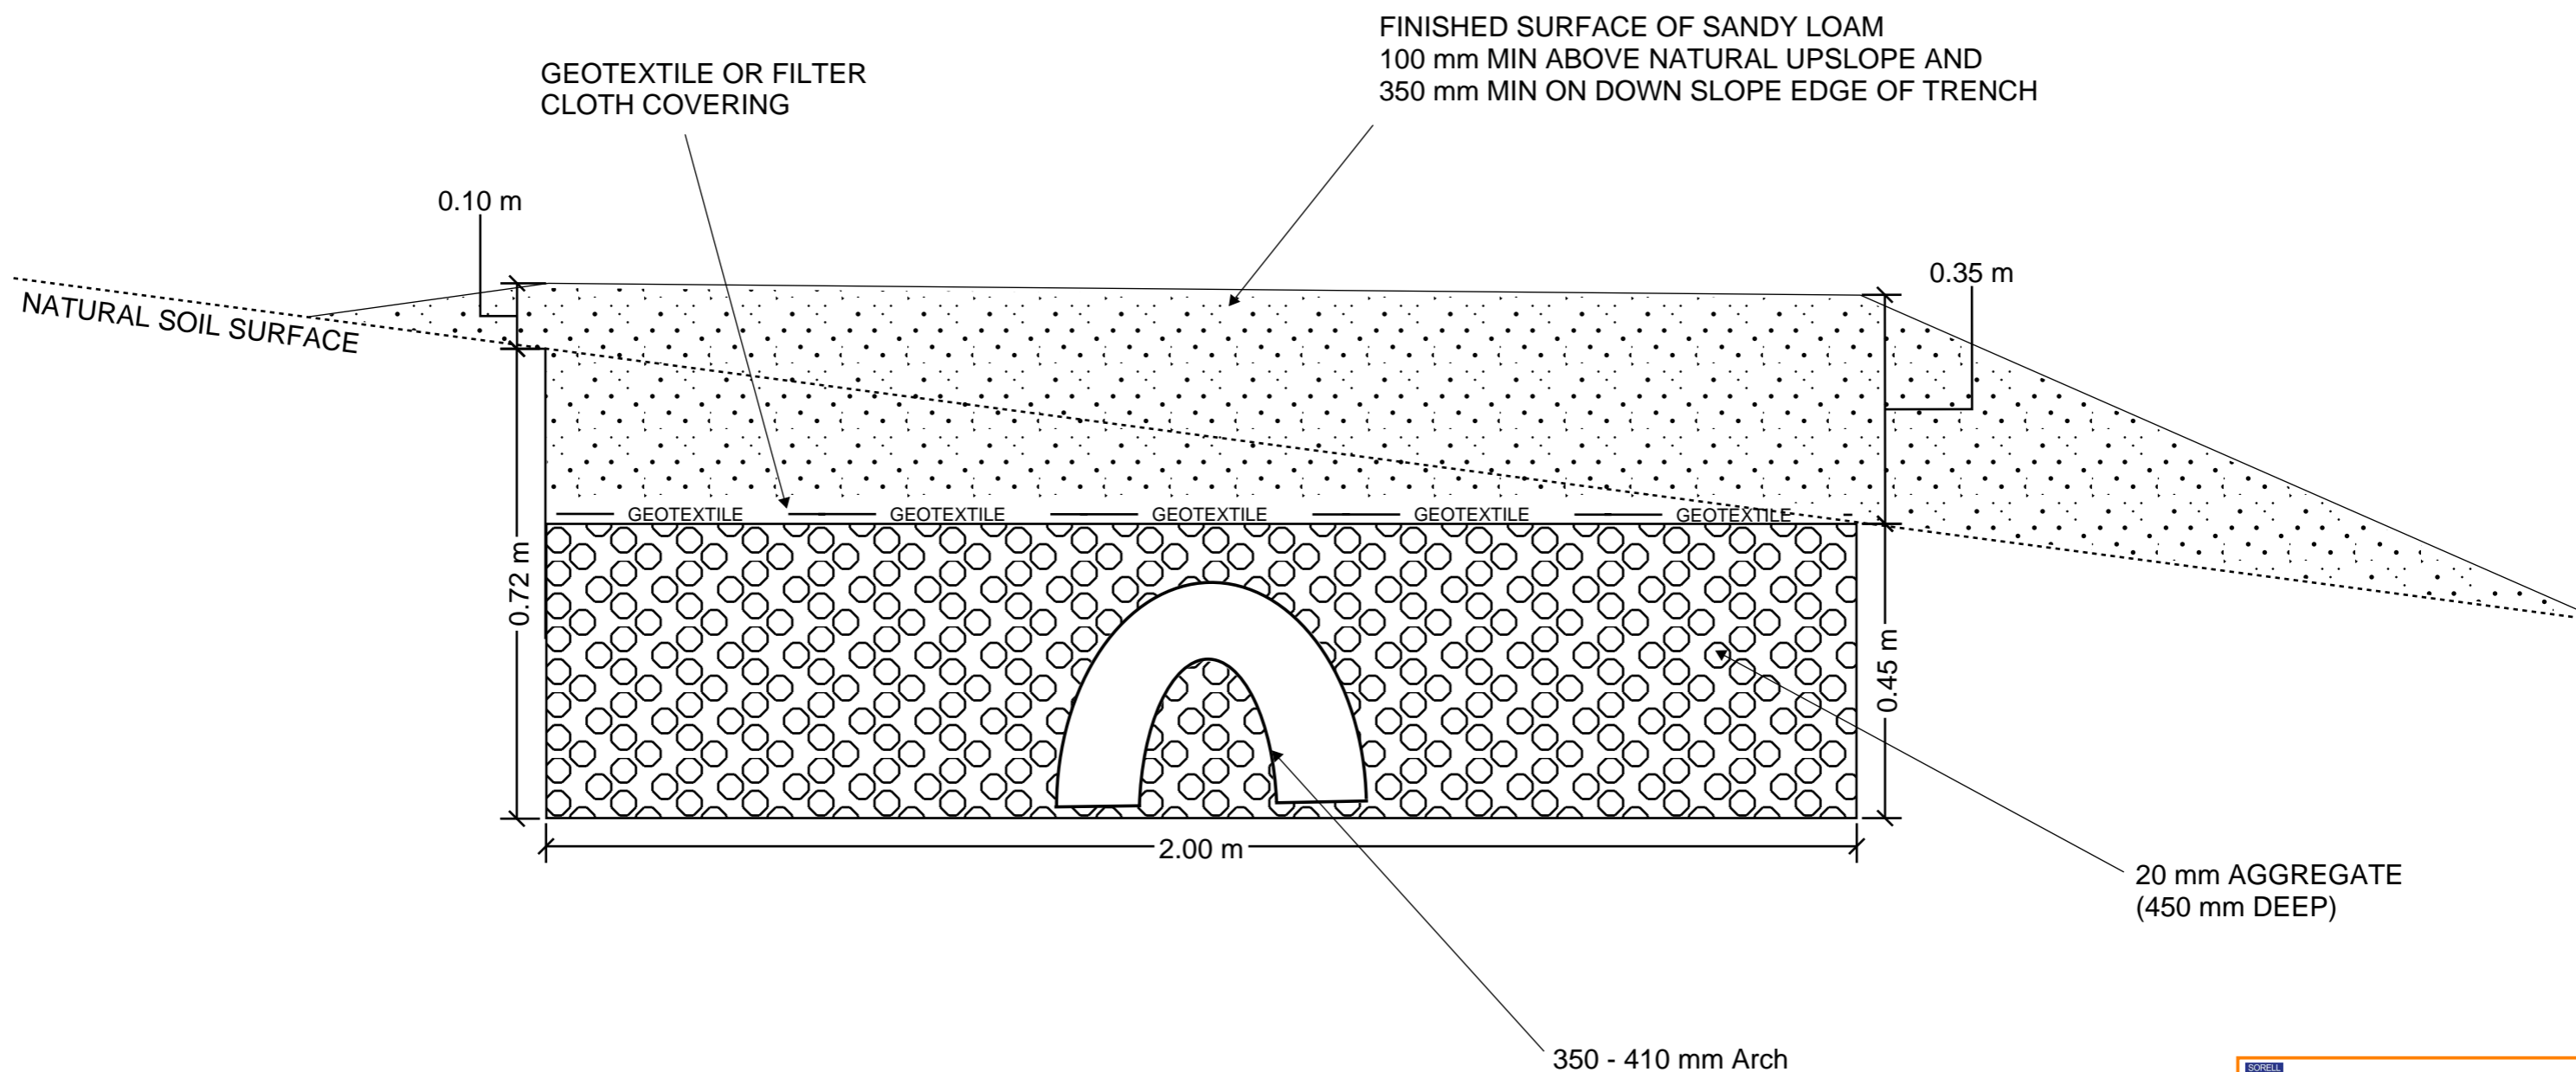 FINISHED SURFACE OF SANDY LOAM
100 mm MIN ABOVE NATURAL UPSLOPE AND
350 mm MIN ON DOWN SLOPE EDGE OF TRENCH
GEOTEXTILE OR FILTER
CLOTH COVERING
0.10 m
0.35 m
NATURAL SOIL SURFACE
GEOTEXTILE GEOTEXTILE GEOTEXTILE GEOTEXTILE GEOTEXTILE
0.72 m
0.45 m
2.00 m
20 mm AGGREGATE
(450 mm DEEP)
350 - 410 mm Arch
SORELL